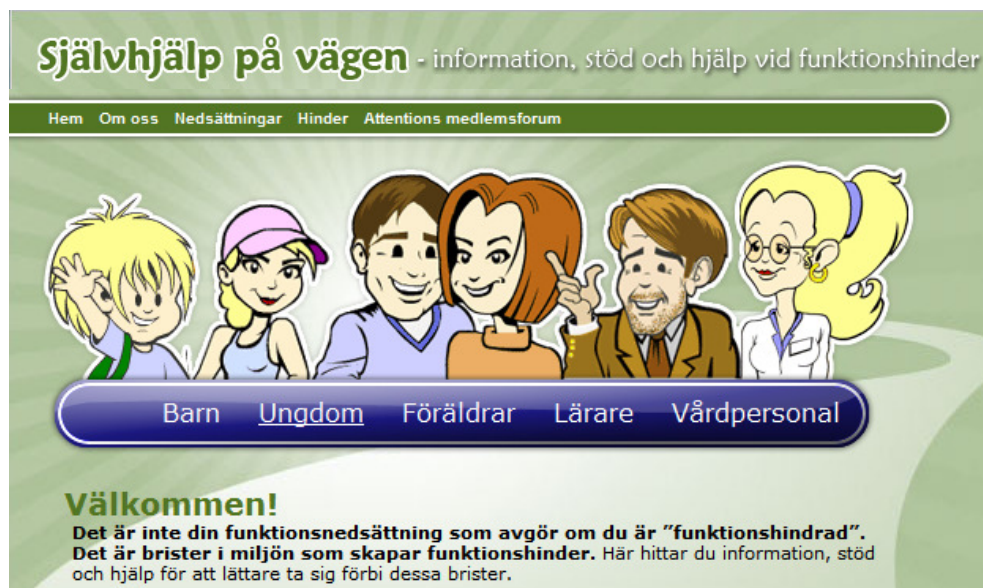 Självhjälp på vägen - information, stöd och hjälp vid funktionshinder
Hem Om oss Nedsättningar Hinder Attentions medlemsforum
Barn Ungdom Föräldrar Lärare Vårdpersonal
Välkommen!
Det är inte din funktionsnedsättning som avgör om du är ”funktionshindrad”.
Det är brister i miljön som skapar funktionshinder. Här hittar du information, stöd
och hjälp för att lättare ta sig förbi dessa brister.